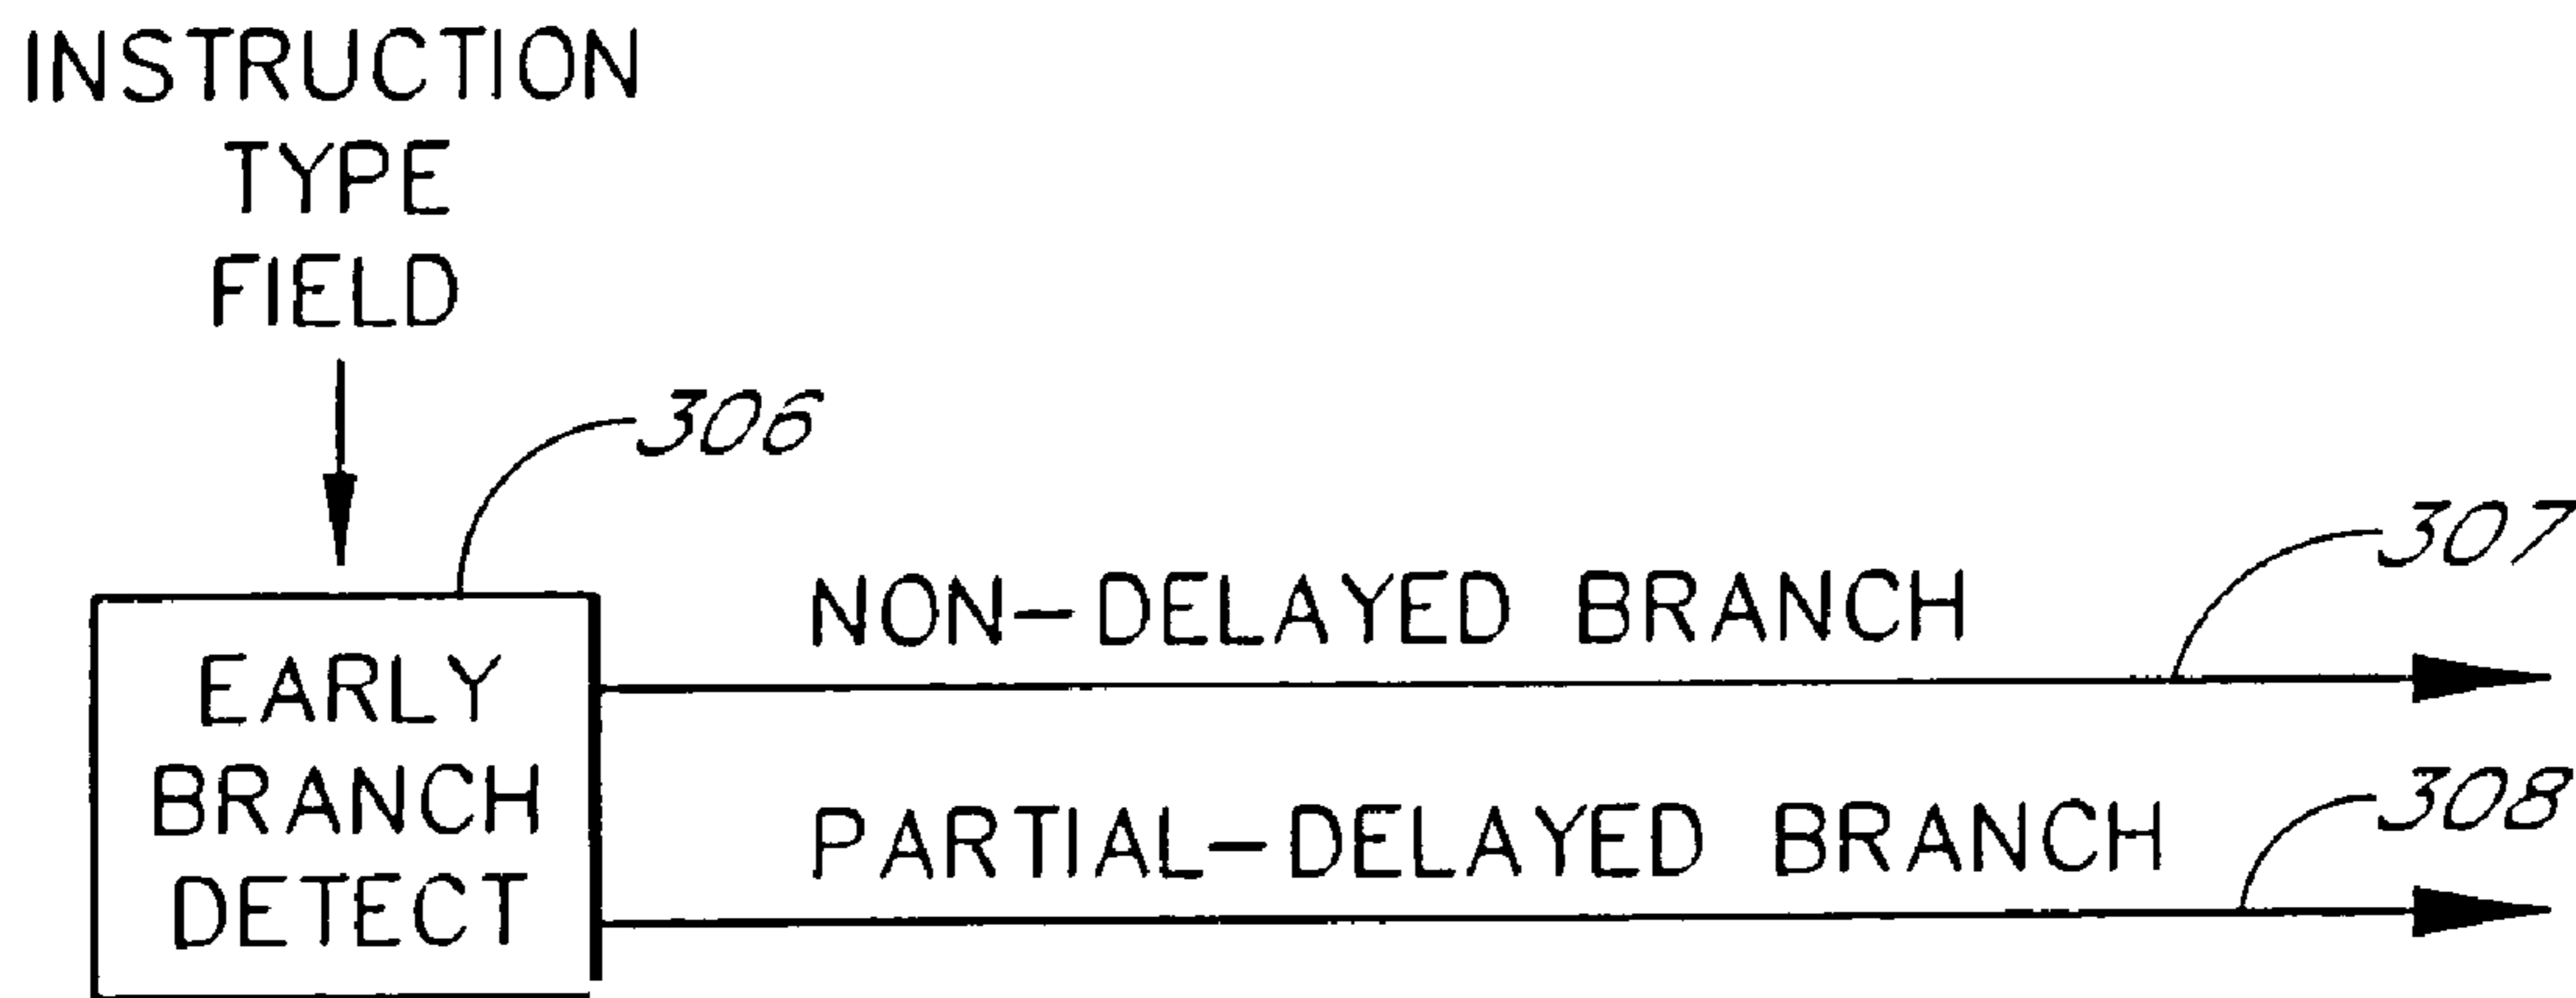 INSTRUCTION
TYPE
FIELD
306
307
NON-DELAYED BRANCH
EARLY
BRANCH
DETECT
308
PARTIAL-DELAYED BRANCH